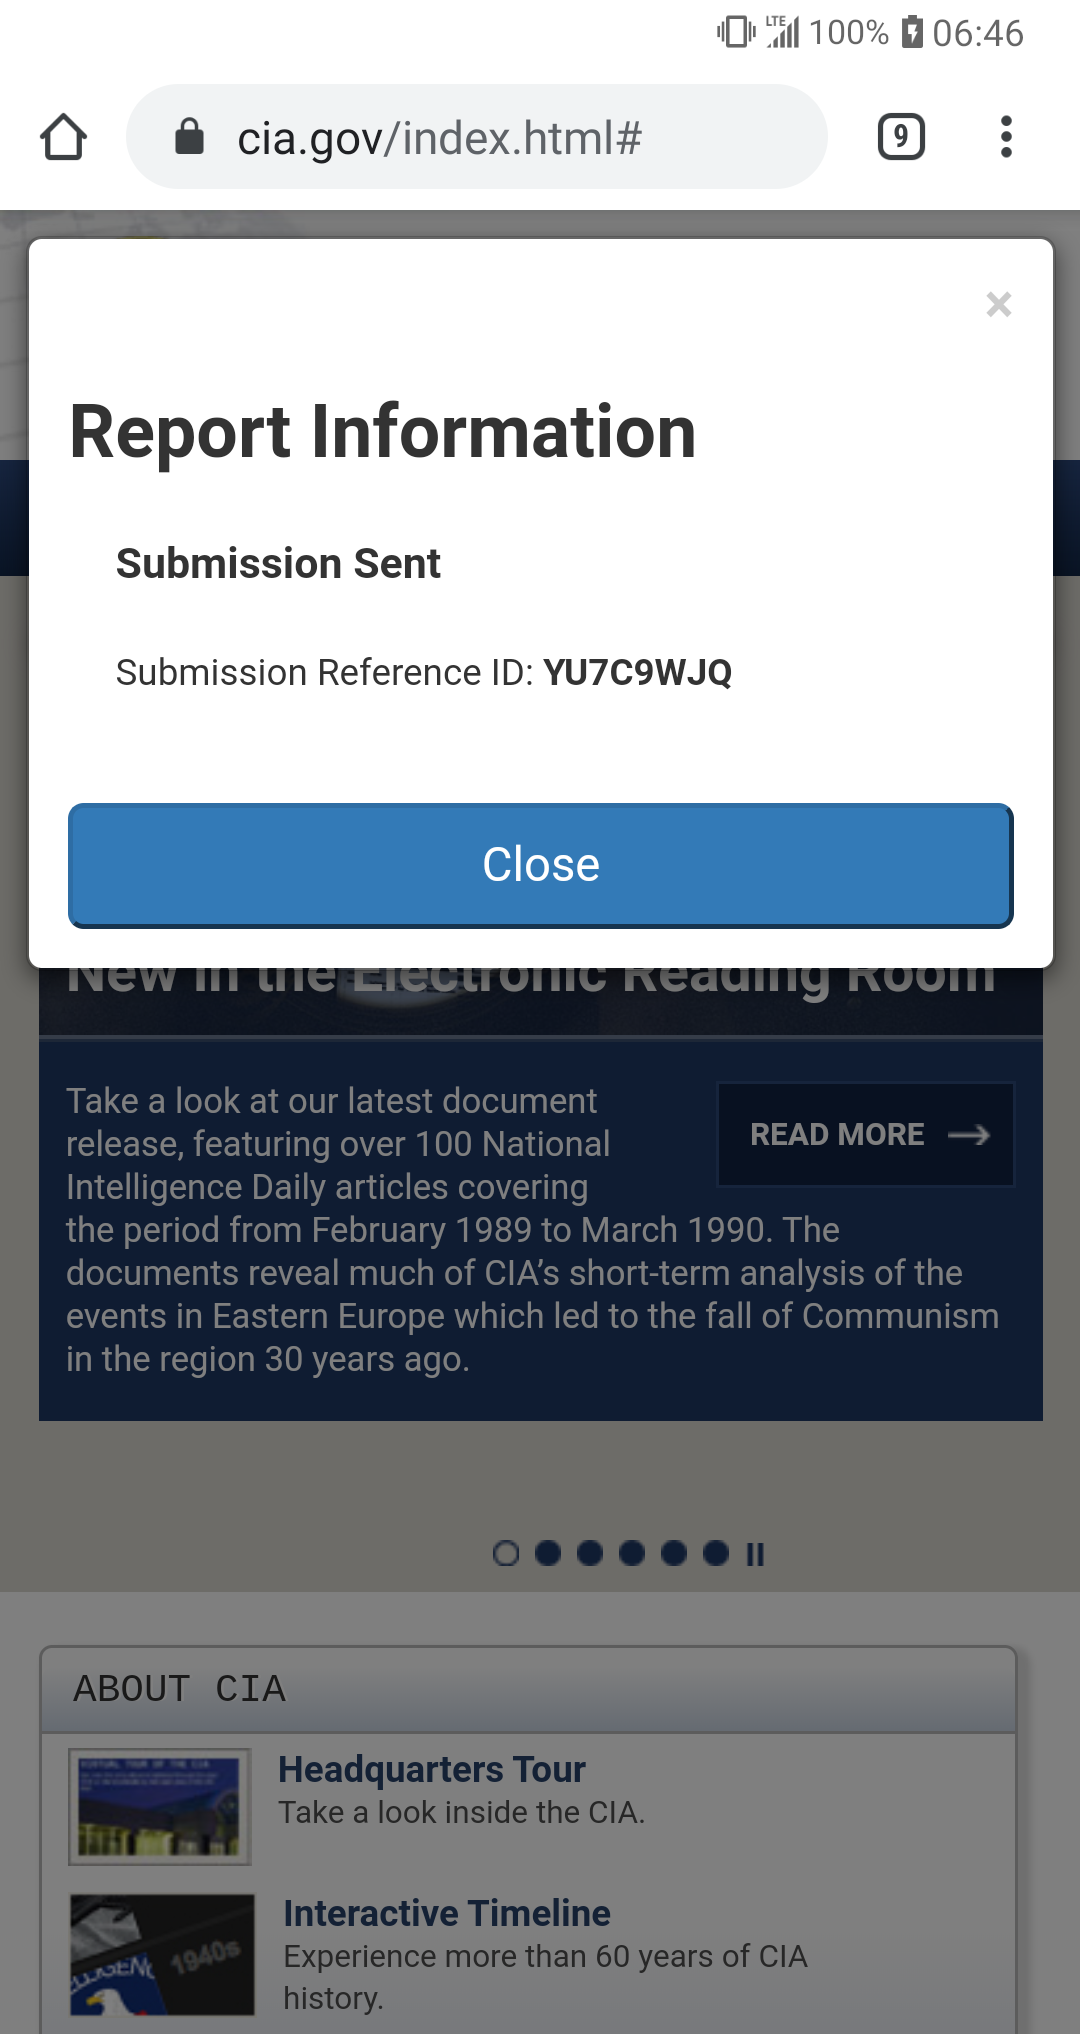 LTE 100% 06:46
cia.gov/index.html# 9
×
Report Information
Submission Sent
Submission Reference ID: YU7C9WJQ
Close
New in the Electronic Reading Room
Take a look at our latest document
release, featuring over 100 National
Intelligence Daily articles covering
the period from February 1989 to March 1990. The
documents reveal much of CIA’s short-term analysis of the
events in Eastern Europe which led to the fall of Communism
in the region 30 years ago.
READ MORE →
ABOUT CIA
VIRTUAL TOUR OF THE CIA
Headquarters Tour
Take a look inside the CIA.
1940s
Interactive Timeline
Experience more than 60 years of CIA
history.